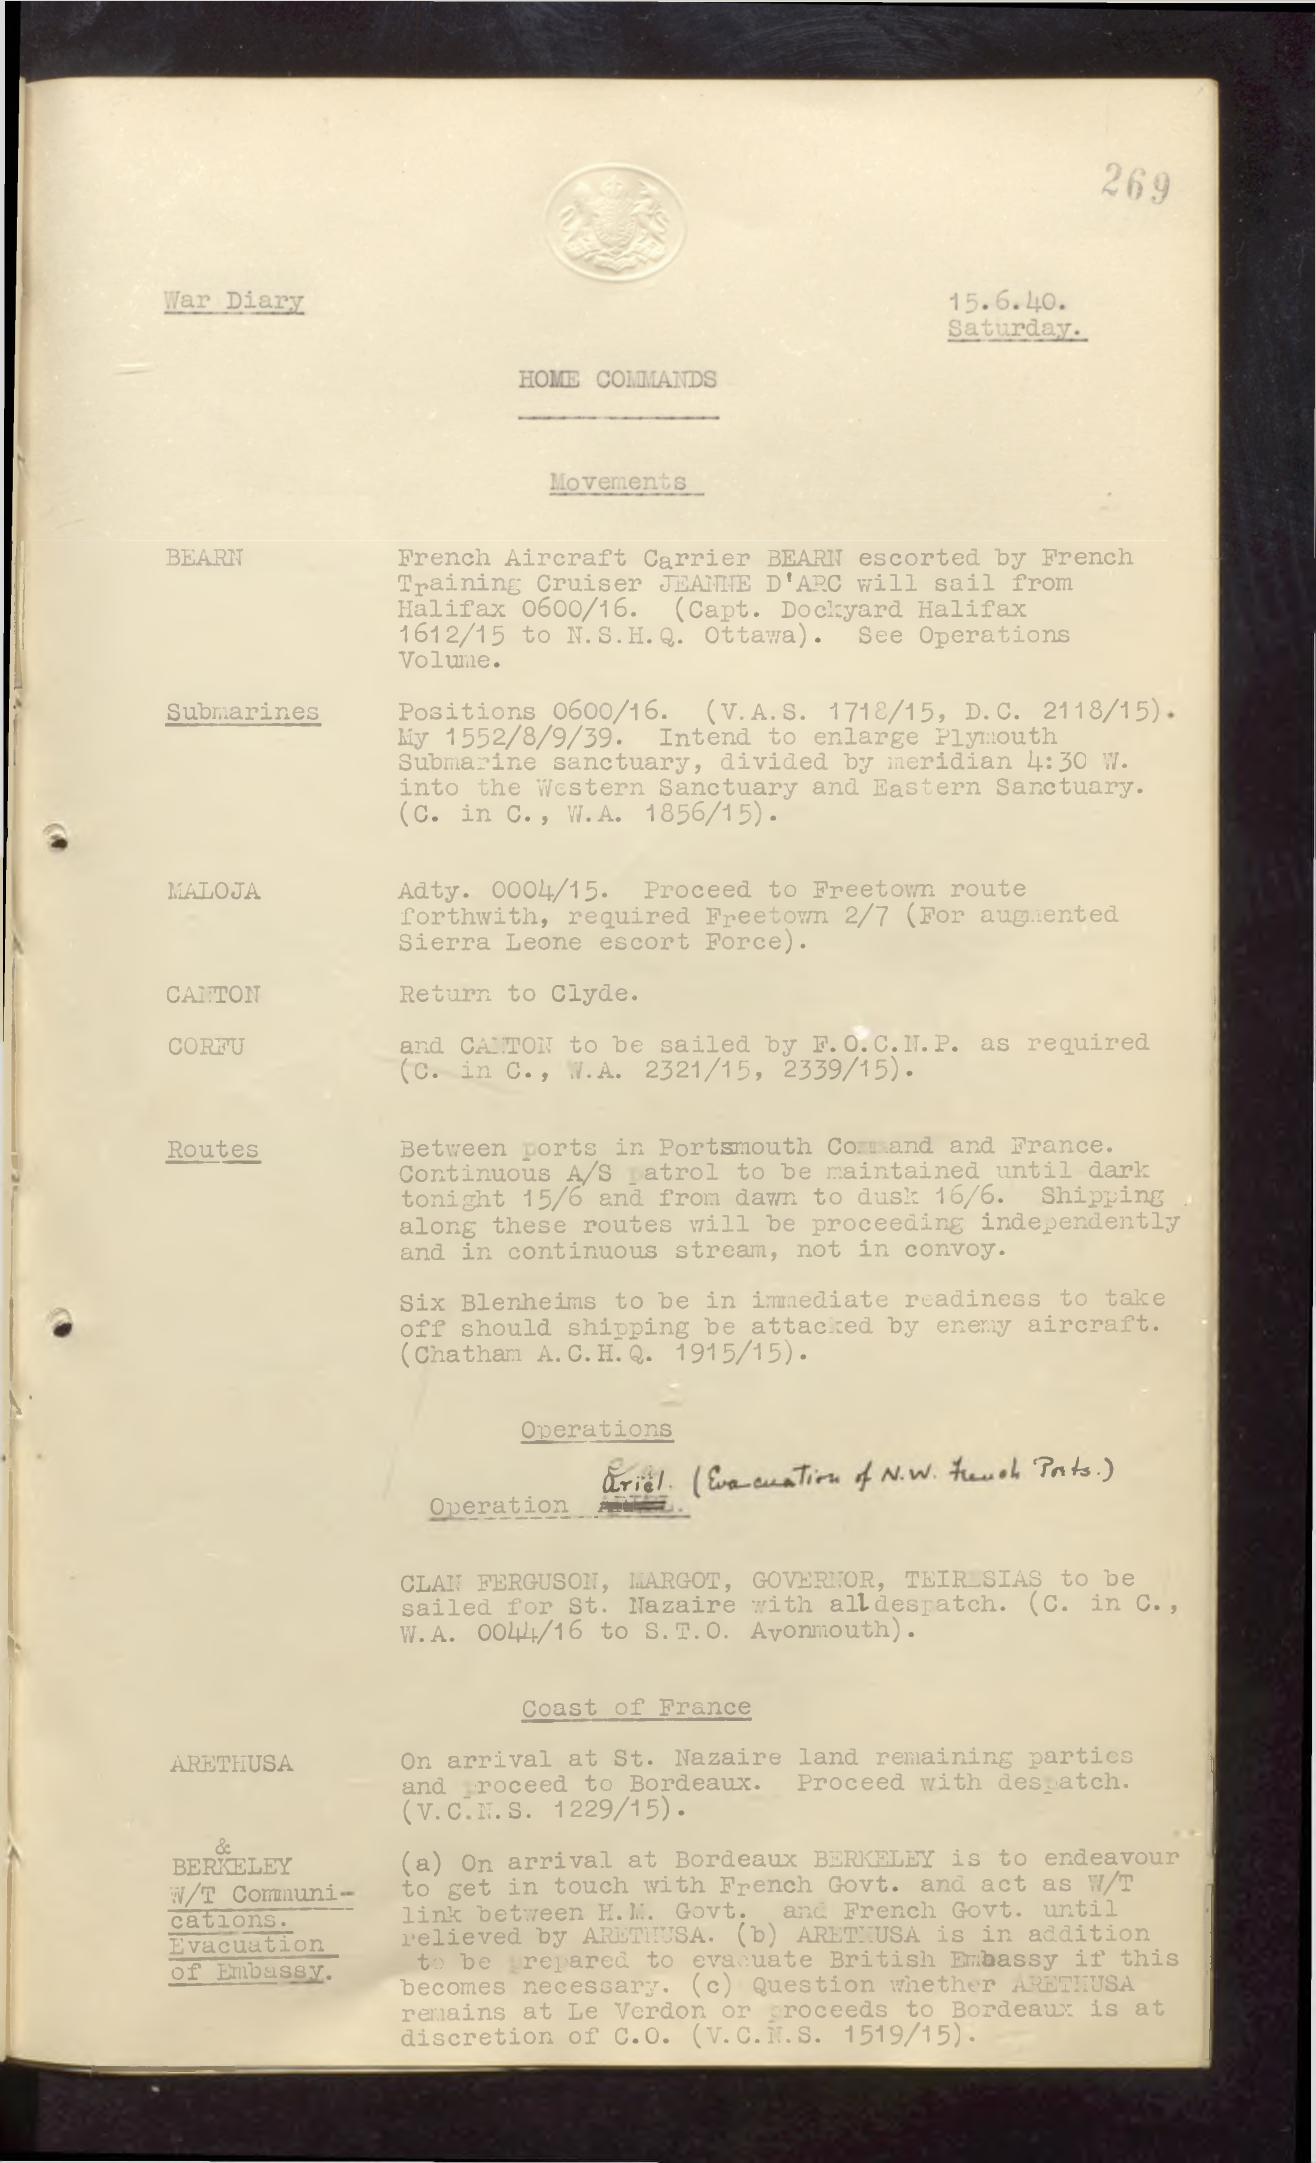 269
War Diary
15.6.40.
Saturday.
HOME COMMANDS
Movements
BEARN
French Aircraft Carrier BEARN escorted by French
Training Cruiser JEANNE D'ARC will sail from
Halifax 0600/16. (Capt. Dockyard Halifax
1612/15 to N.S.H.Q. Ottawa). See Operations
Volume.
Submarines
Positions 0600/16. (V.A.S. 1718/15, D.C. 2118/15).
My 1552/8/9/39. Intend to enlarge Plymouth
Submarine sanctuary, divided by meridian 4:30 W.
into the Western Sanctuary and Eastern Sanctuary.
(C. in C., W.A. 1856/15).
MALOJA
Adty. 0004/15. Proceed to Freetown route
forthwith, required Freetown 2/7 (For augmented
Sierra Leone escort Force).
CANTON
Return to Clyde.
CORFU
and CANTON to be sailed by F.O.C.N.P. as required
(C. in C., W.A. 2321/15, 2339/15).
Routes
Between ports in Portsmouth Command and France.
Continuous A/S patrol to be maintained until dark
tonight 15/6 and from dawn to dusk 16/6. Shipping
along these routes will be proceeding independently
and in continuous stream, not in convoy.
Six Blenheims to be in immediate readiness to take
off should shipping be attacked by enemy aircraft.
(Chatham A.C.H.Q. 1915/15).
Operations
Ariel. (Evacuation of N.W. French Ports.)
Operation
CLAN FERGUSON, MARGOT, GOVERNOR, TEIRESIAS to be
sailed for St. Nazaire with all despatch. (C. in C.,
W.A. 0044/16 to S.T.O. Avonmouth).
Coast of France
ARETHUSA
On arrival at St. Nazaire land remaining parties
and proceed to Bordeaux. Proceed with despatch.
(V.C.N.S. 1229/15).
&
BERKELEY
W/T Communi-
cations.
Evacuation
of Embassy.
(a) On arrival at Bordeaux BERKELEY is to endeavour
to get in touch with French Govt. and act as W/T
link between H.M. Govt. and French Govt. until
relieved by ARETHUSA. (b) ARETHUSA is in addition
to be prepared to evacuate British Embassy if this
becomes necessary. (c) Question whether ARETHUSA
remains at Le Verdon or proceeds to Bordeaux is at
discretion of C.O. (V.C.N.S. 1519/15).